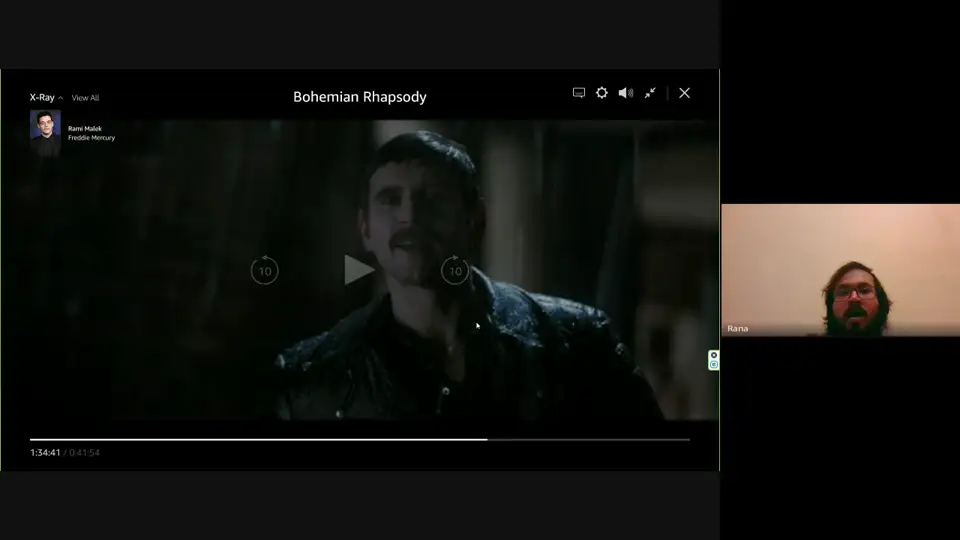 X-Ray View All
Bohemian Rhapsody
Rami Malek
Freddie Mercury
10 10
Rana
1:34:41 / 0:41:54